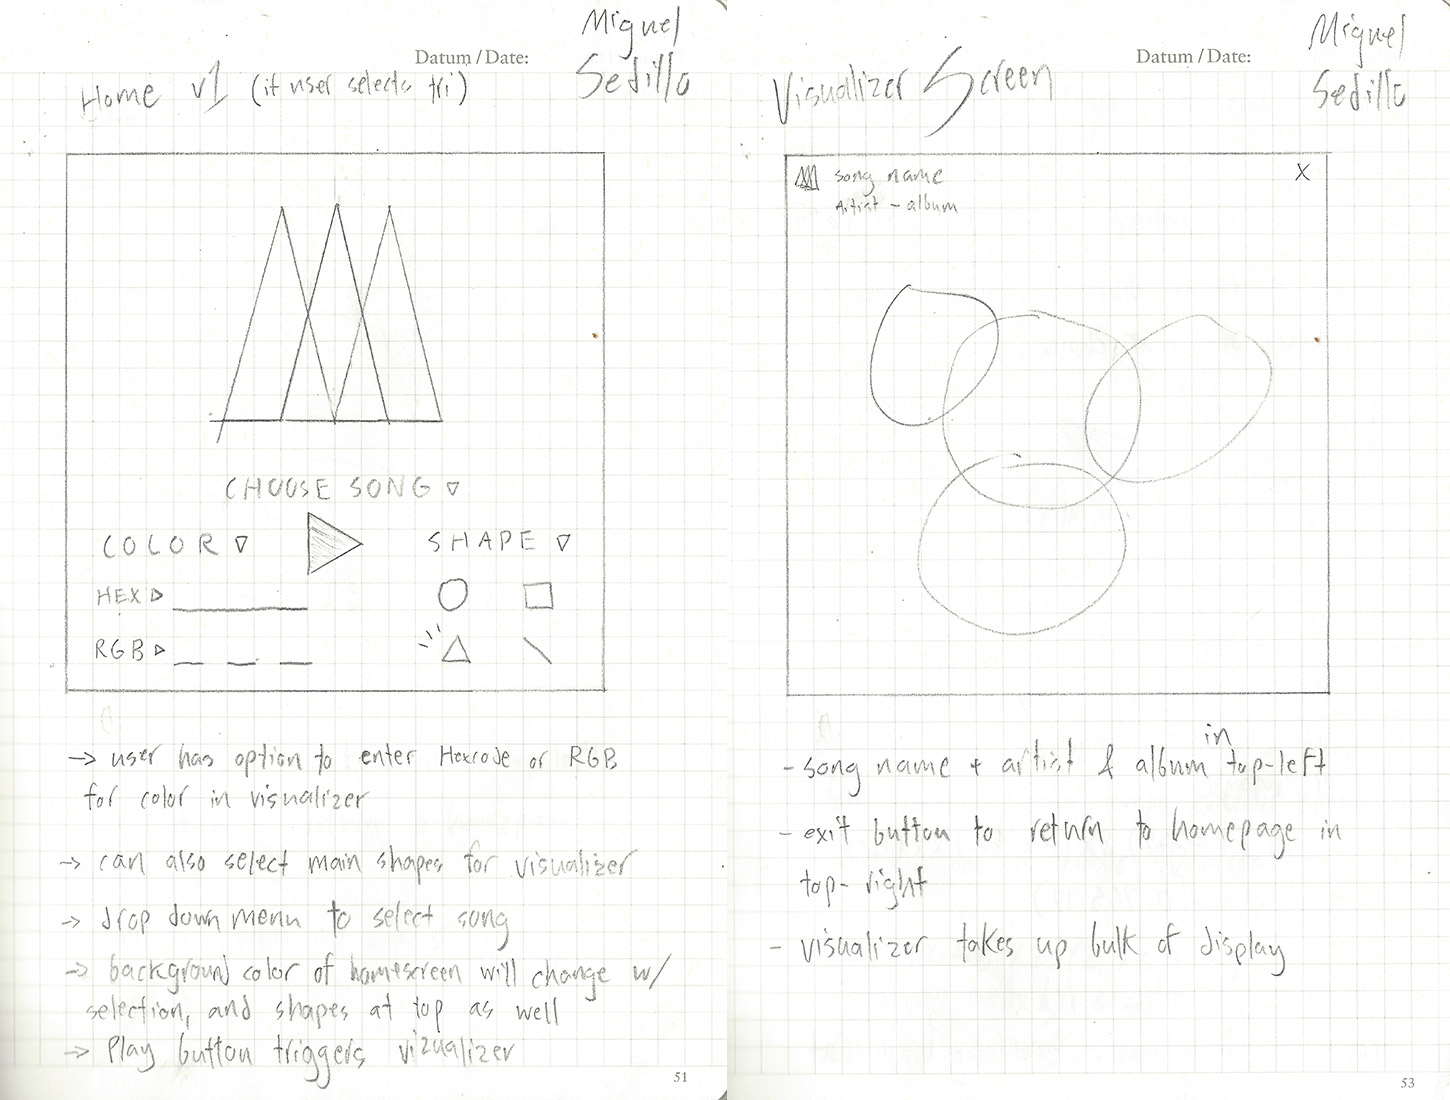 Datum / Date:
Miguel
Sedillo
Home v1 (if user selects tri)
CHOOSE SONG
COLOR
SHAPE
HEX
RGB
→ user has option to enter Hexcode or RGB
for color in visualizer
→ can also select main shapes for visualizer
→ drop down menu to select song
→ background color of homescreen will change w/
selection, and shapes at top as well
→ Play button triggers vizualizer
51
Datum / Date:
Miguel
Sedillo
Visualizer Screen
song name
Artist - album
X
- song name + artist & album in top-left
- exit button to return to homepage in
top-right
- visualizer takes up bulk of display
53